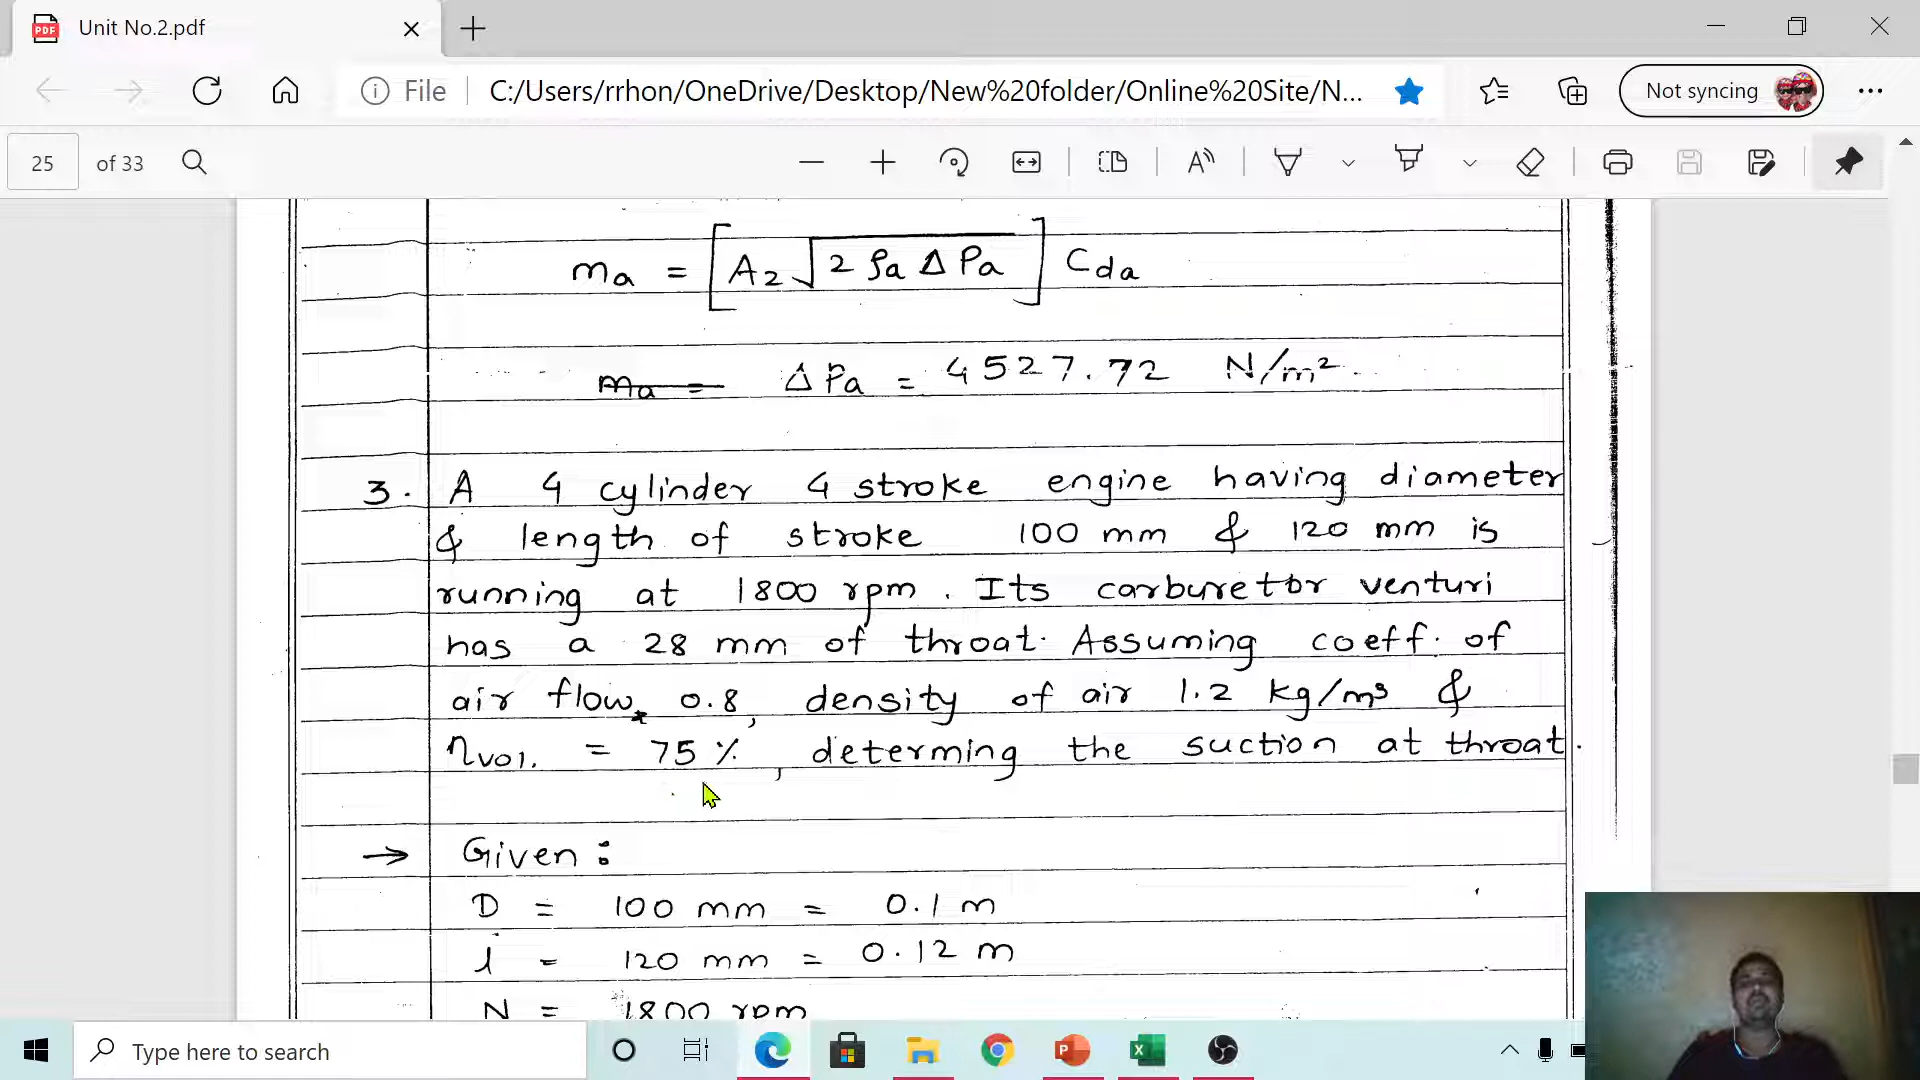 Unit No.2.pdf
File
C:/Users/rrhon/OneDrive/Desktop/New%20folder/Online%20Site/N...
Not syncing
25 of 33
ma = [A2 √2 ρa Δ Pa] Cda
ma = Δ Pa = 4527.72 N/m²
3. A 4 cylinder 4 stroke engine having diameter
& length of stroke 100 mm & 120 mm is
running at 1800 rpm. Its carburetor venturi
has a 28 mm of throat. Assuming coeff. of
air flow 0.8, density of air 1.2 kg/m³ &
ηvol. = 75 %, determing the suction at throat.
→ Given :
D = 100 mm = 0.1 m
l = 120 mm = 0.12 m
N = 1800 rpm
Type here to search